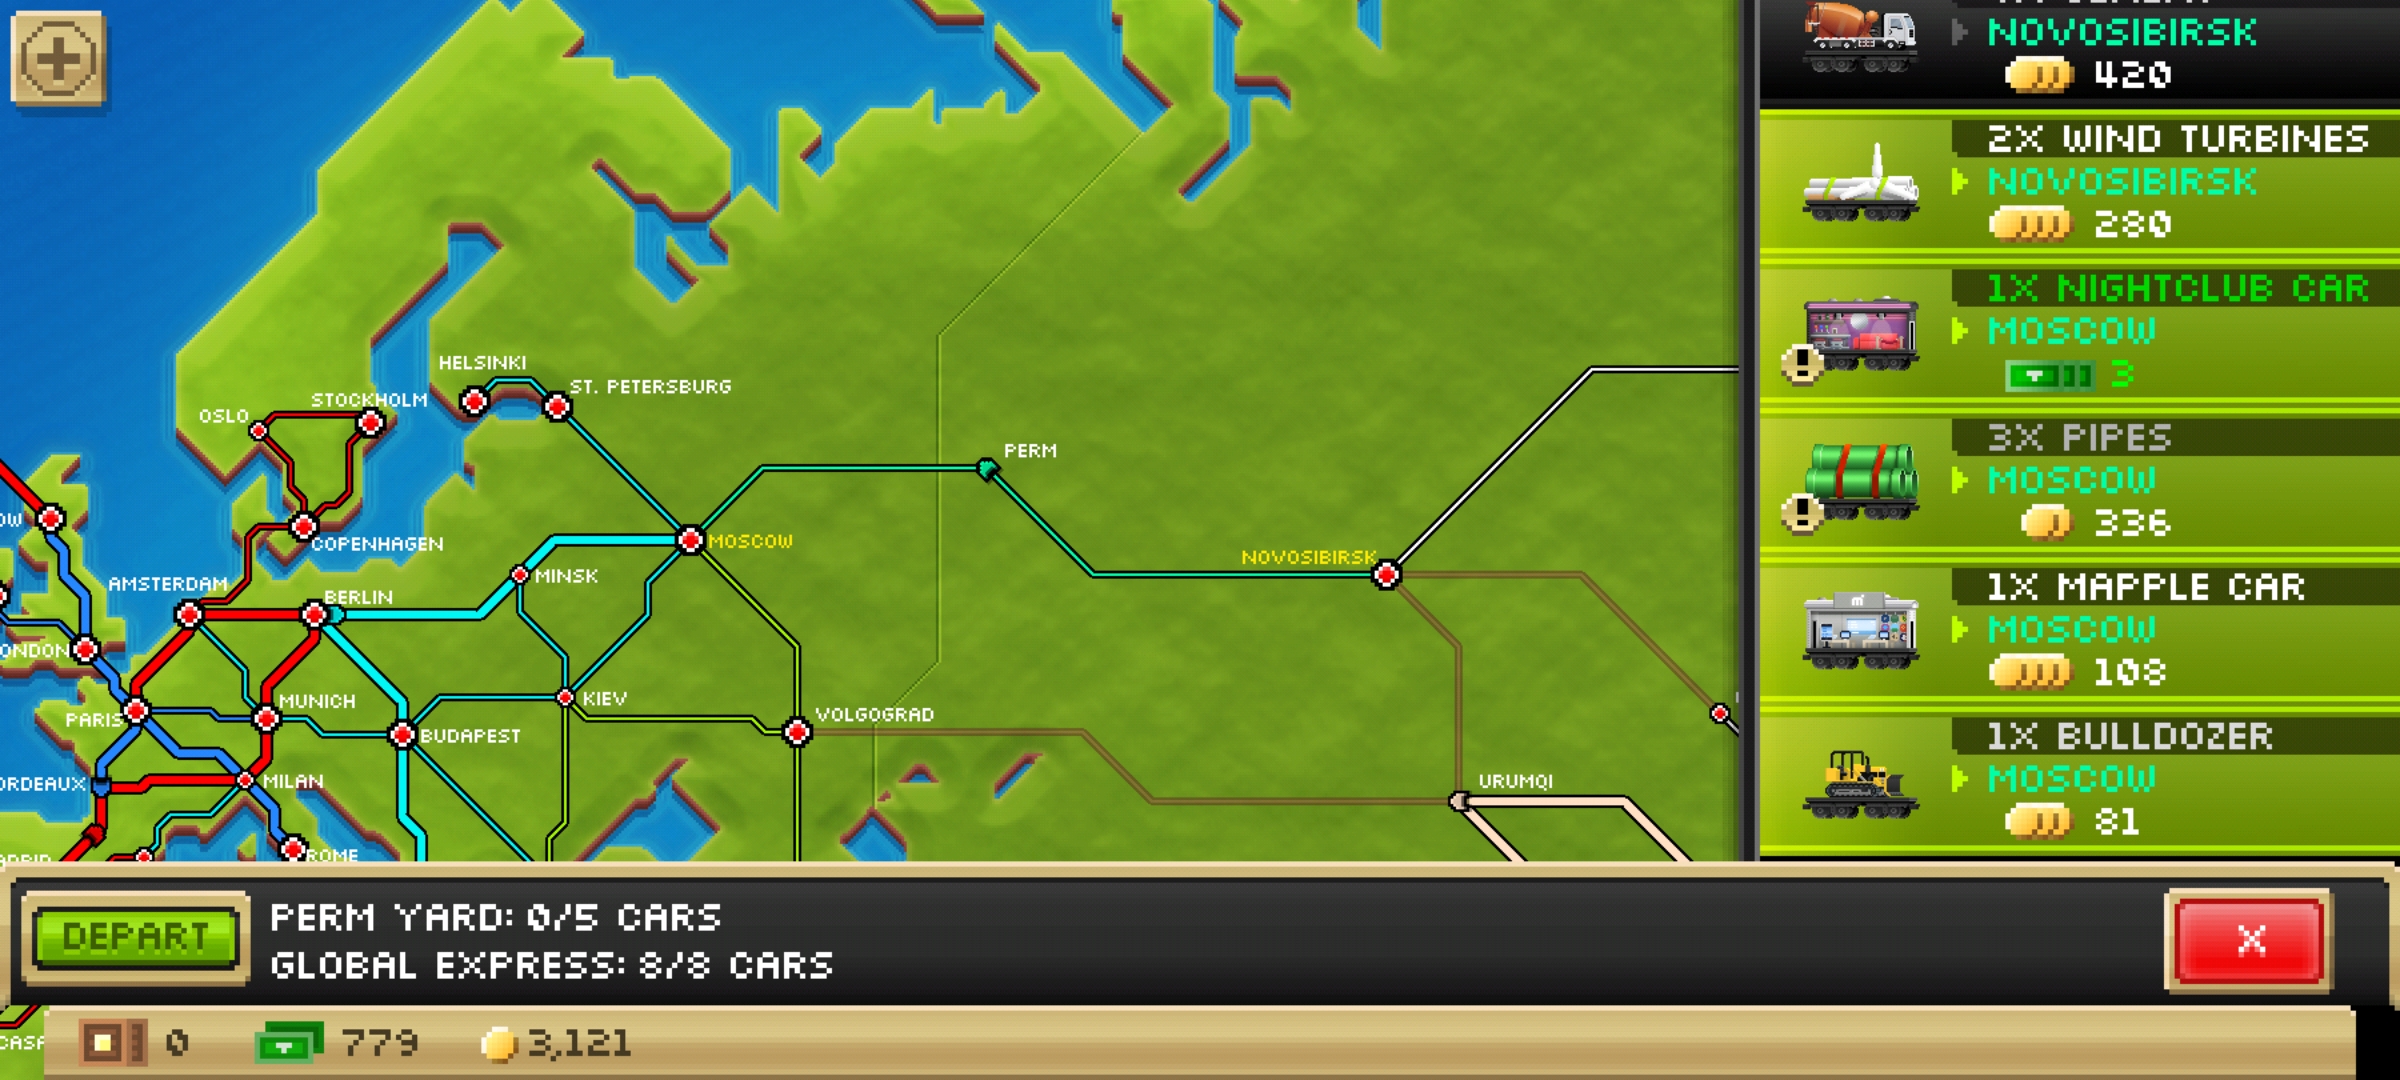 NOVOSIBIRSK
420
2X WIND TURBINES
NOVOSIBIRSK
280
1X NIGHTCLUB CAR
MOSCOW
3
3X PIPES
MOSCOW
336
1X MAPPLE CAR
MOSCOW
108
1X BULLDOZER
MOSCOW
81
HELSINKI
ST. PETERSBURG
STOCKHOLM
OSLO
PERM
COPENHAGEN
MOSCOW
NOVOSIBIRSK
AMSTERDAM
MINSK
BERLIN
ONDON
MUNICH
KIEV
PARIS
VOLGOGRAD
BUDAPEST
ORDEAUX
MILAN
URUMQI
ROME
DEPART
PERM YARD: 0/5 CARS
GLOBAL EXPRESS: 8/8 CARS
X
0
779
3,121
CASA